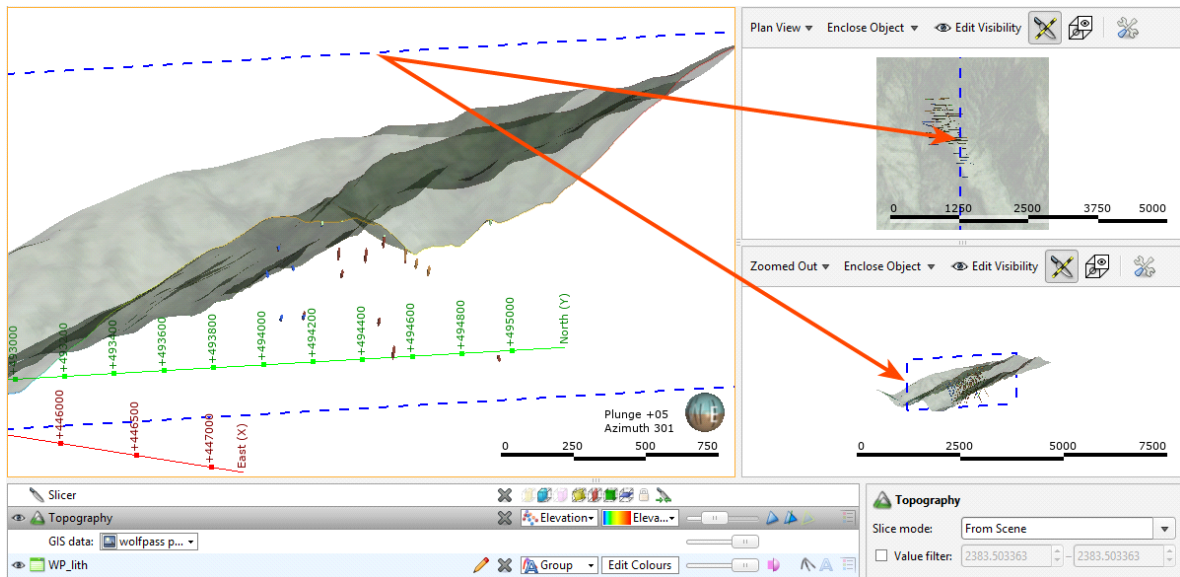 Plan View Enclose Object Edit Visibility
0 1250 2500 3750 5000
Zoomed Out Enclose Object Edit Visibility
0 2500 5000 7500
+493000 +493200 +493400 +493600 +493800 +494000 +494200 +494400 +494600 +494800 +495000 North (Y)
+446000 +446500 +447000 East (X)
E
Plunge +05
Azimuth 301
0 250 500 750
Slicer
Topography Elevation Eleva...
GIS data: wolfpass p...
WP_lith Group Edit Colours
Topography
Slice mode: From Scene
Value filter: 2383.503363 – 2383.503363